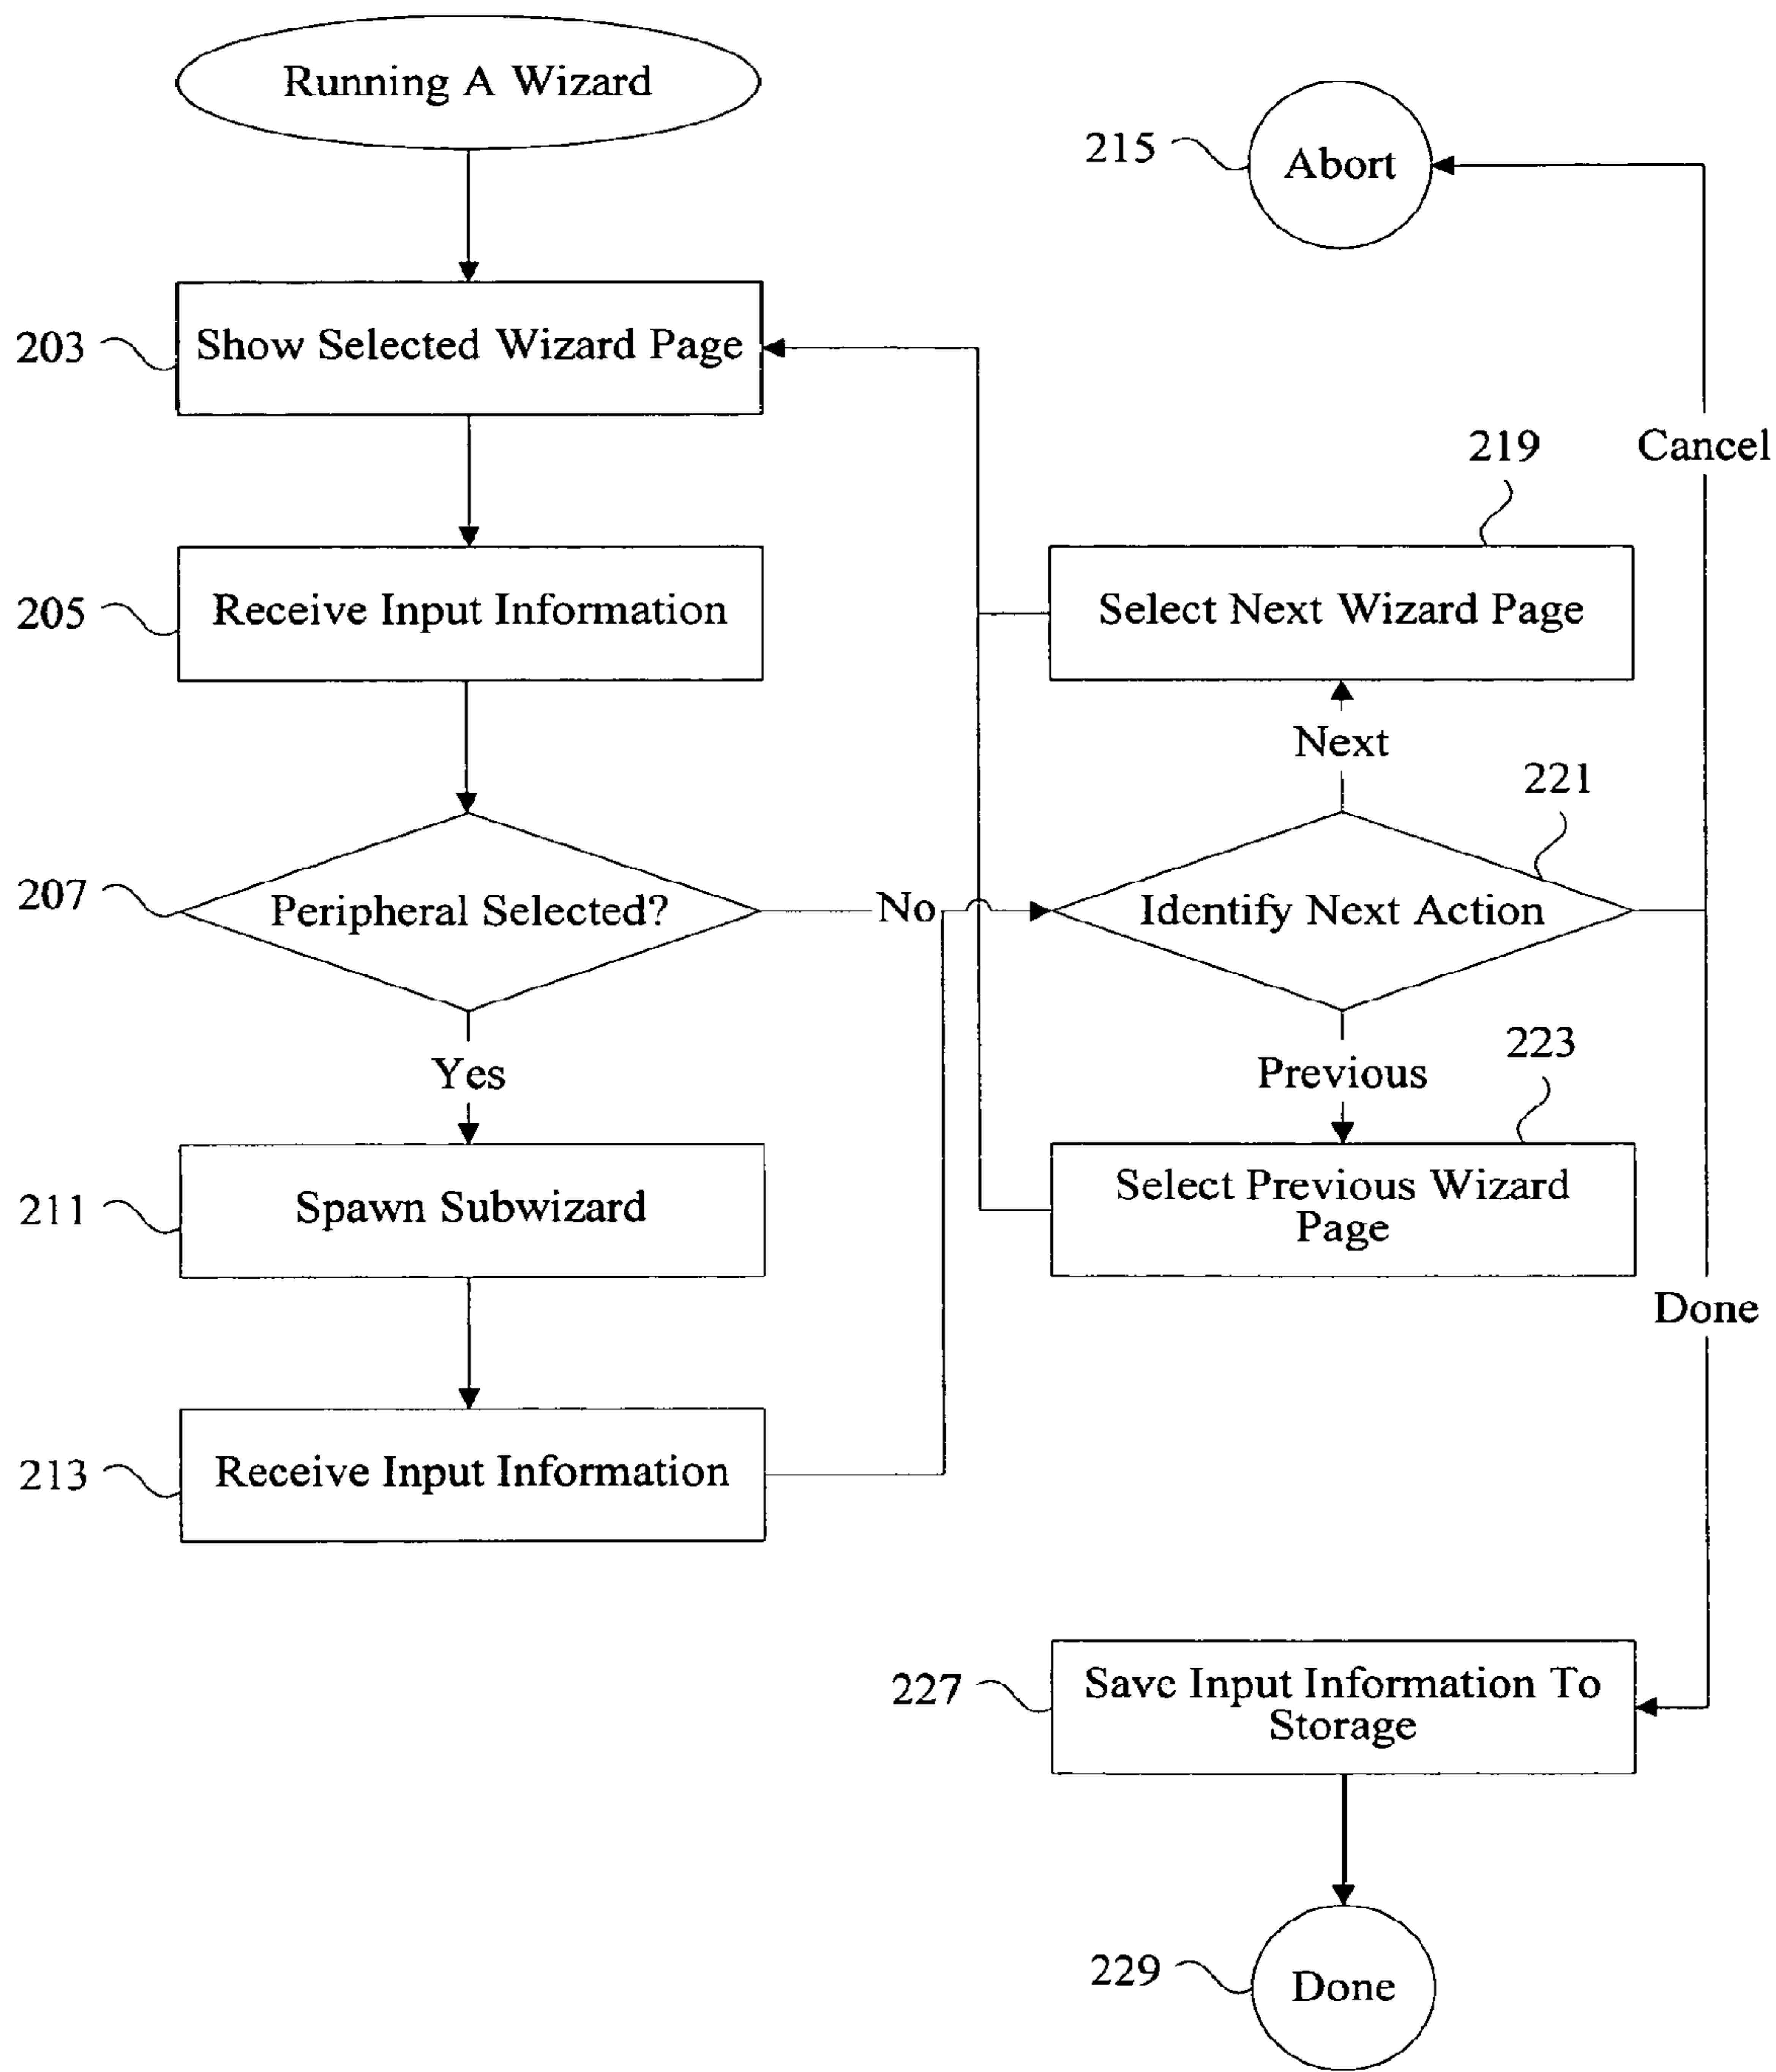 Running A Wizard
215
Abort
203
Show Selected Wizard Page
Cancel
219
205
Receive Input Information
Select Next Wizard Page
Next
221
207
Peripheral Selected?
No
Identify Next Action
Yes
Previous
223
211
Spawn Subwizard
Select Previous Wizard
Page
Done
213
Receive Input Information
227
Save Input Information To
Storage
229
Done